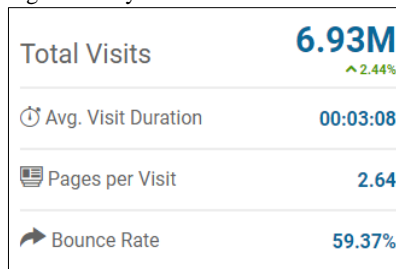 Total Visits
6.93M
2.44%
Avg. Visit Duration
00:03:08
Pages per Visit
2.64
Bounce Rate
59.37%